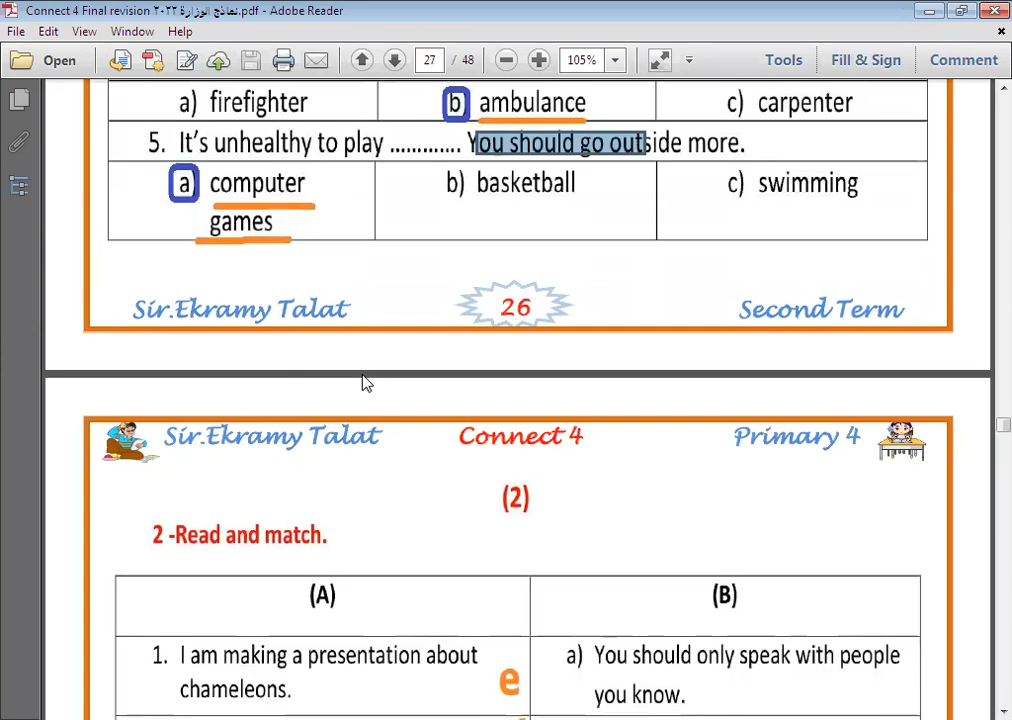 Connect 4 Final revision ٢٠٢٢ نماذج الوزارة.pdf - Adobe Reader
File Edit View Window Help
Open 27 / 48 105% Tools Fill & Sign Comment
a) firefighter b) ambulance c) carpenter
5. It's unhealthy to play ............. You should go outside more.
a) computer b) basketball c) swimming
games
Sir.Ekramy Talat 26 Second Term
Sir.Ekramy Talat Connect 4 Primary 4
(2)
2 -Read and match.
(A) (B)
1. I am making a presentation about a) You should only speak with people
chameleons. e you know.